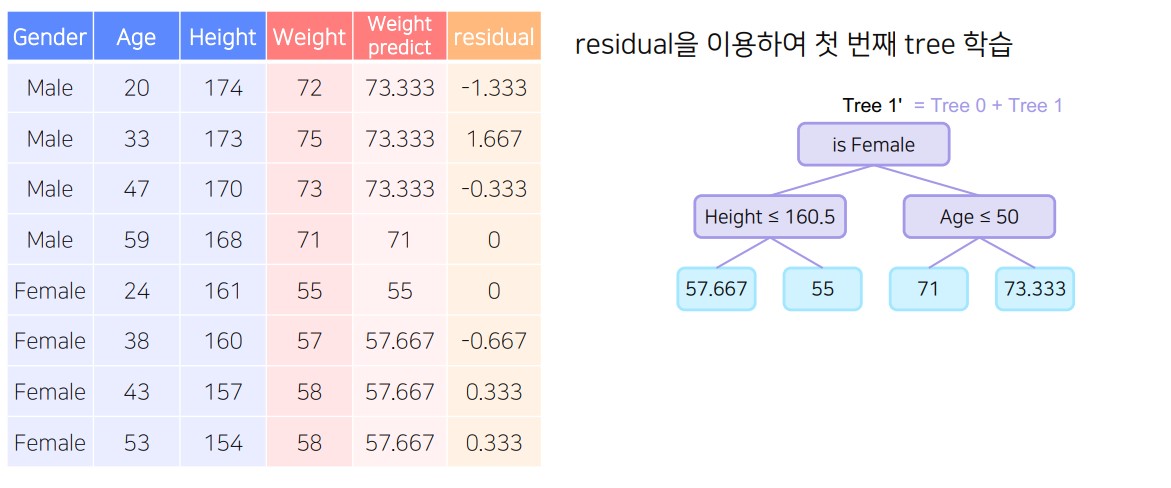 Gender Age Height Weight Weight predict residual
Male 20 174 72 73.333 -1.333
Male 33 173 75 73.333 1.667
Male 47 170 73 73.333 -0.333
Male 59 168 71 71 0
Female 24 161 55 55 0
Female 38 160 57 57.667 -0.667
Female 43 157 58 57.667 0.333
Female 53 154 58 57.667 0.333
residual을 이용하여 첫 번째 tree 학습
Tree 1' = Tree 0 + Tree 1
is Female
Height ≤ 160.5 Age ≤ 50
57.667 55 71 73.333